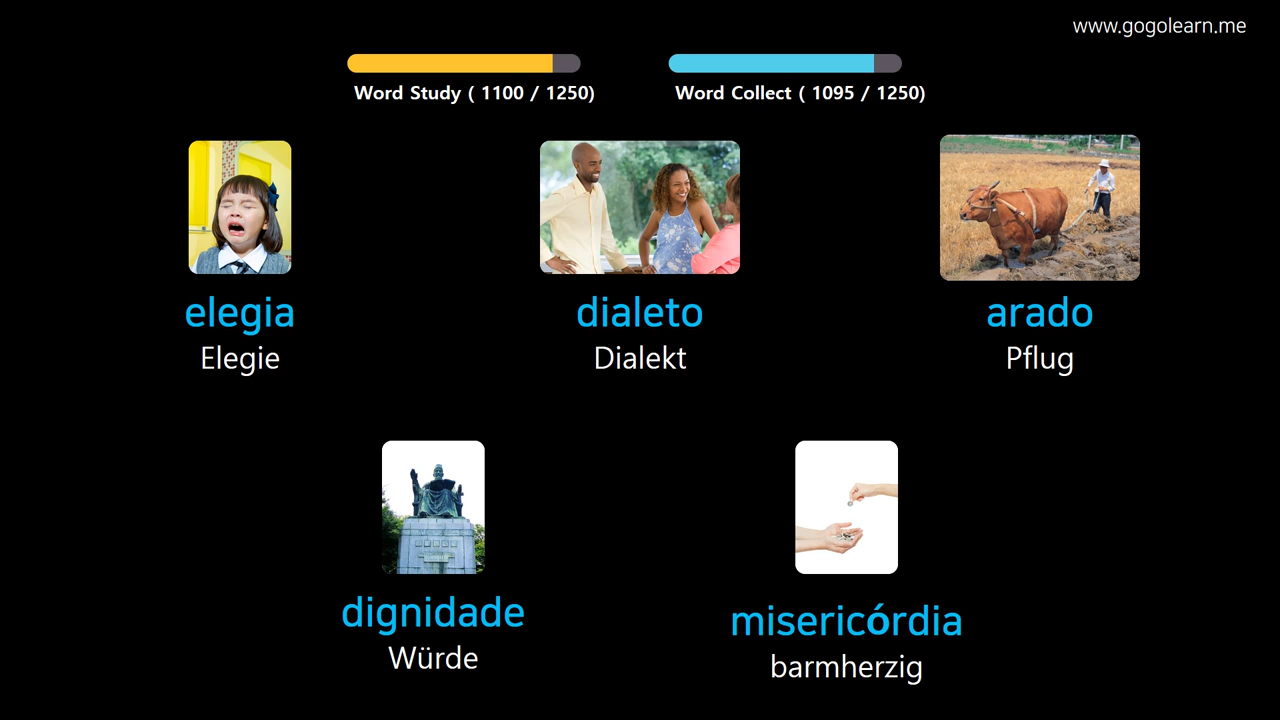 www.gogolearn.me
Word Study ( 1100 / 1250)
Word Collect ( 1095 / 1250)
elegia
Elegie
dialeto
Dialekt
arado
Pflug
dignidade
Würde
misericórdia
barmherzig